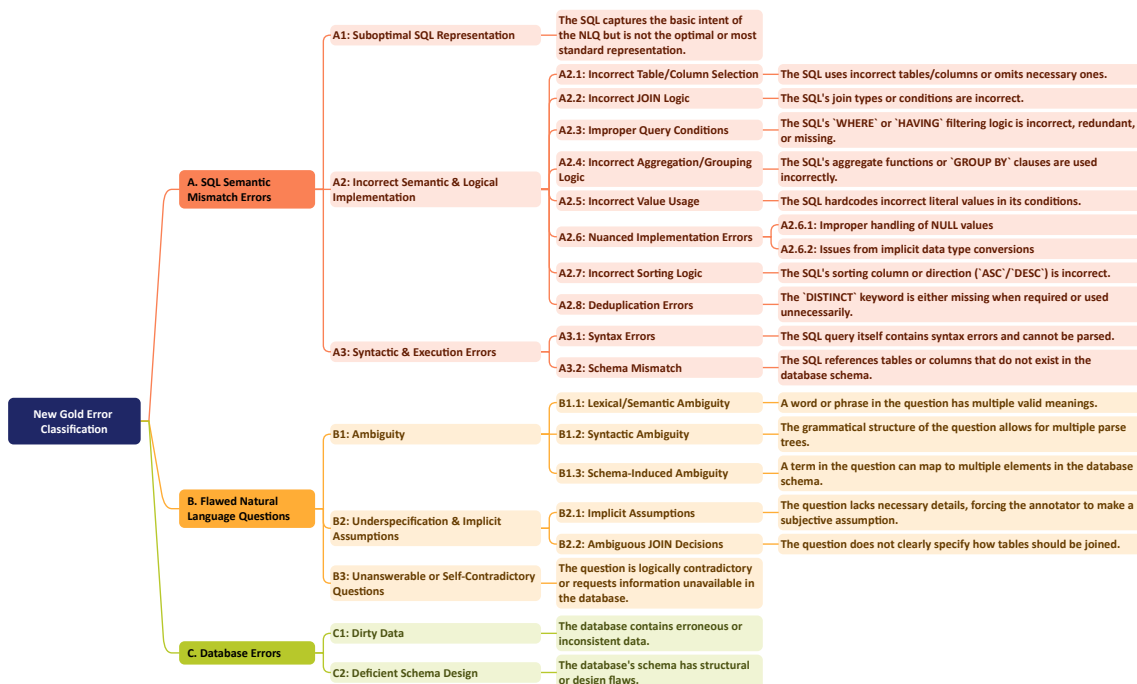 New Gold Error
Classification
A. SQL Semantic
Mismatch Errors
A1: Suboptimal SQL Representation
The SQL captures the basic intent of
the NLQ but is not the optimal or most
standard representation.
A2: Incorrect Semantic & Logical
Implementation
A2.1: Incorrect Table/Column Selection
The SQL uses incorrect tables/columns or omits necessary ones.
A2.2: Incorrect JOIN Logic
The SQL's join types or conditions are incorrect.
A2.3: Improper Query Conditions
The SQL's `WHERE` or `HAVING` filtering logic is incorrect, redundant,
or missing.
A2.4: Incorrect Aggregation/Grouping
Logic
The SQL's aggregate functions or `GROUP BY` clauses are used
incorrectly.
A2.5: Incorrect Value Usage
The SQL hardcodes incorrect literal values in its conditions.
A2.6: Nuanced Implementation Errors
A2.6.1: Improper handling of NULL values
A2.6.2: Issues from implicit data type conversions
A2.7: Incorrect Sorting Logic
The SQL's sorting column or direction (`ASC`/`DESC`) is incorrect.
A2.8: Deduplication Errors
The `DISTINCT` keyword is either missing when required or used
unnecessarily.
A3: Syntactic & Execution Errors
A3.1: Syntax Errors
The SQL query itself contains syntax errors and cannot be parsed.
A3.2: Schema Mismatch
The SQL references tables or columns that do not exist in the
database schema.
B. Flawed Natural
Language Questions
B1: Ambiguity
B1.1: Lexical/Semantic Ambiguity
A word or phrase in the question has multiple valid meanings.
B1.2: Syntactic Ambiguity
The grammatical structure of the question allows for multiple parse
trees.
B1.3: Schema-Induced Ambiguity
A term in the question can map to multiple elements in the database
schema.
B2: Underspecification & Implicit
Assumptions
B2.1: Implicit Assumptions
The question lacks necessary details, forcing the annotator to make a
subjective assumption.
B2.2: Ambiguous JOIN Decisions
The question does not clearly specify how tables should be joined.
B3: Unanswerable or Self-Contradictory
Questions
The question is logically contradictory
or requests information unavailable in
the database.
C. Database Errors
C1: Dirty Data
The database contains erroneous or
inconsistent data.
C2: Deficient Schema Design
The database's schema has structural
or design flaws.